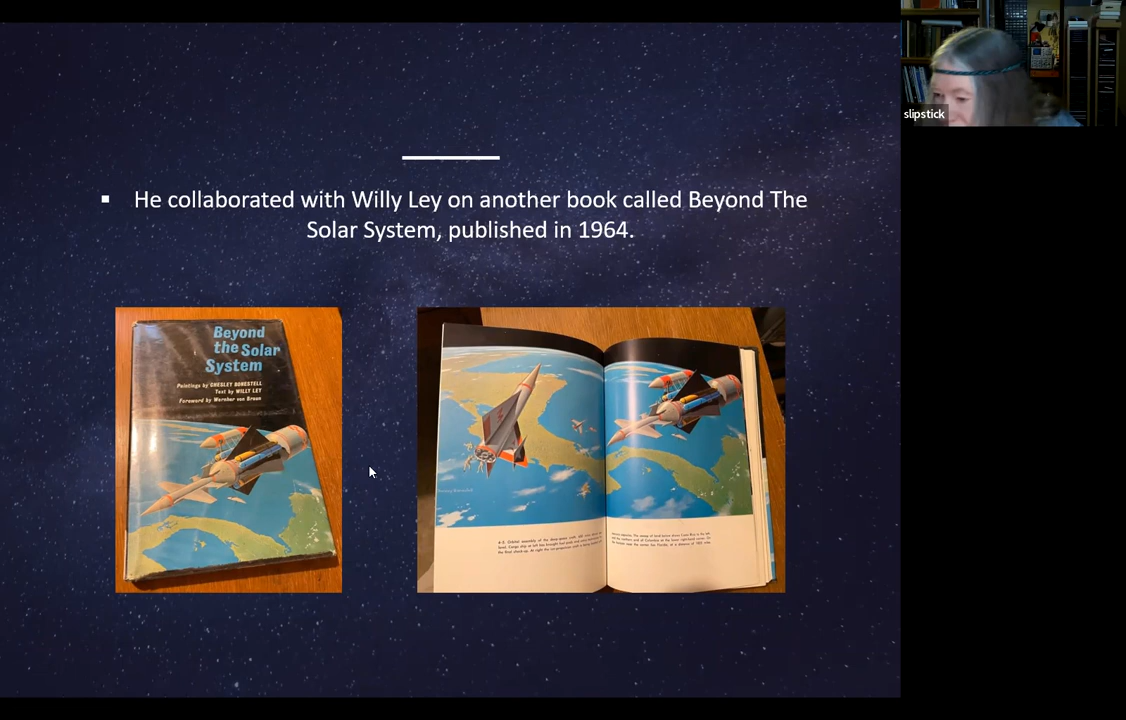 slipstick
▪ He collaborated with Willy Ley on another book called Beyond The
Solar System, published in 1964.
Beyond
the Solar
System
Paintings by CHESLEY BONESTELL
Text by WILLY LEY
Foreword by Wernher von Braun